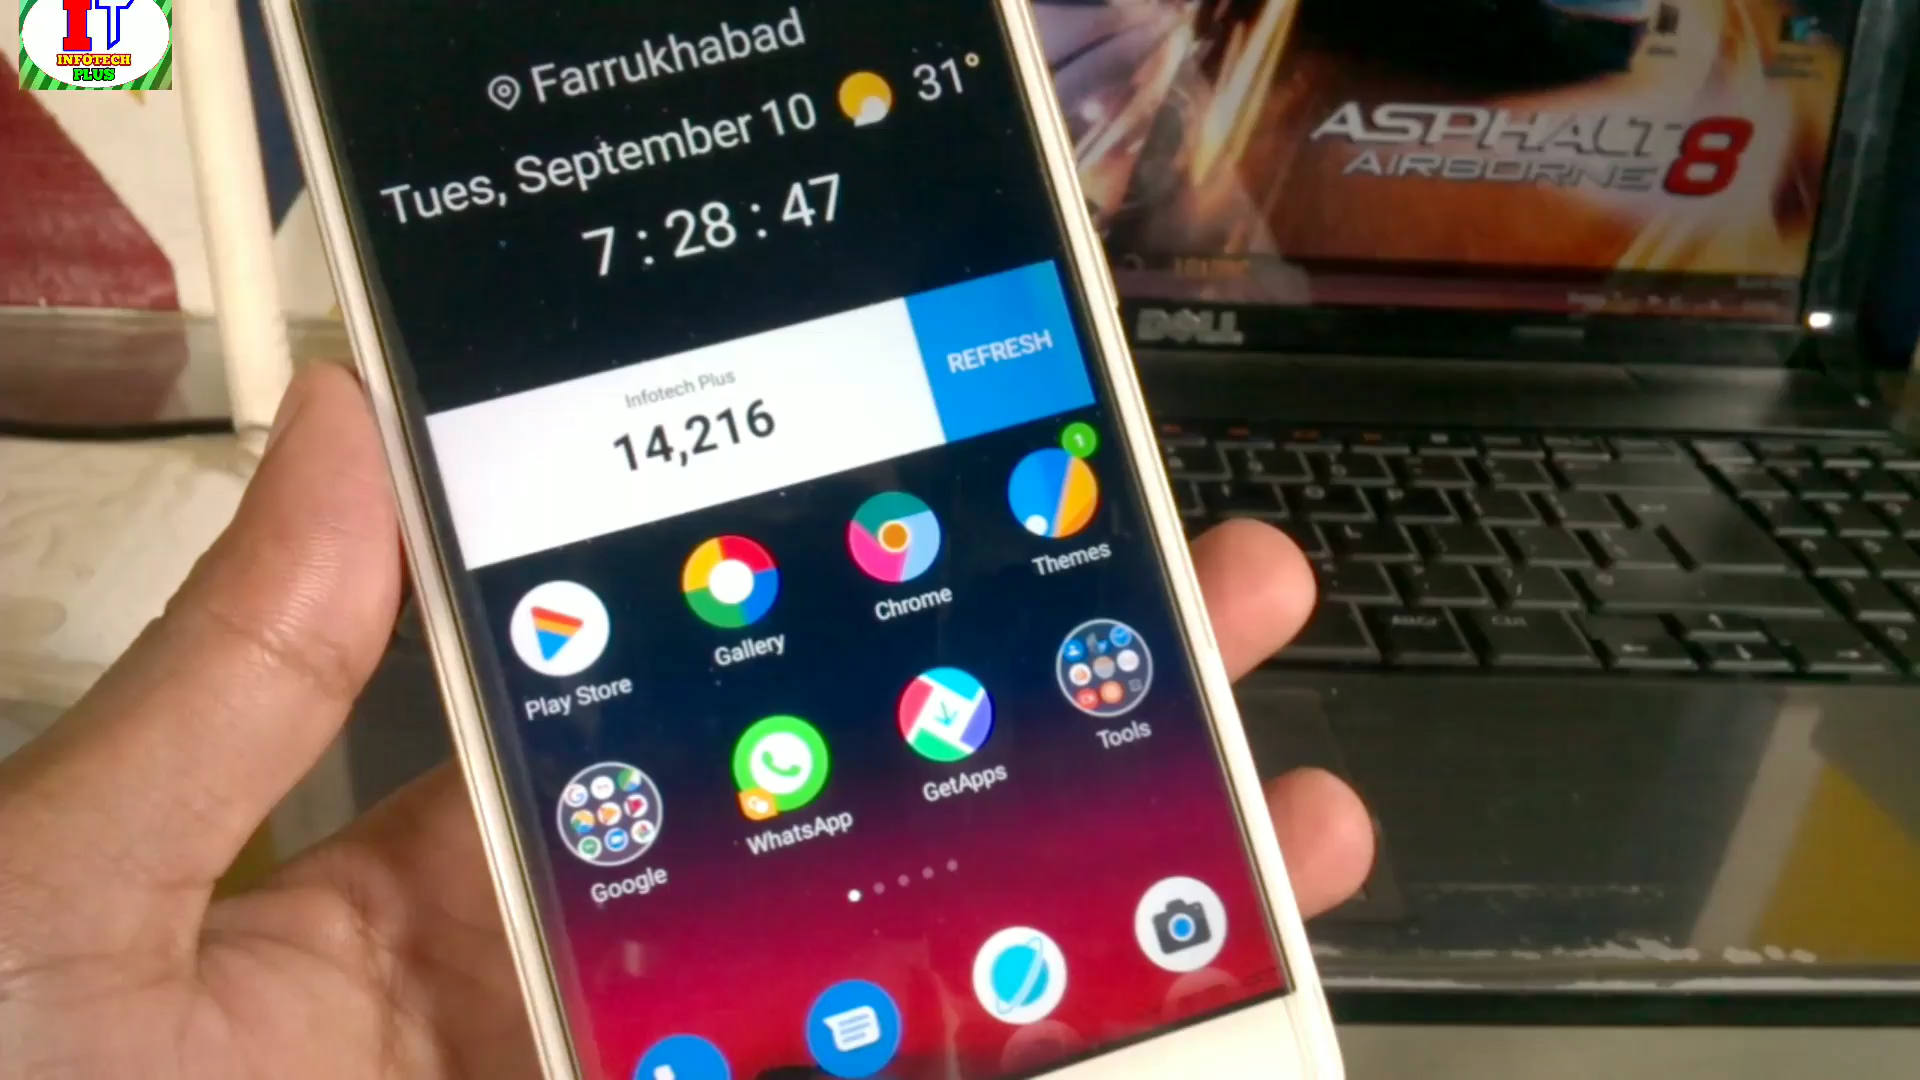 IT
INFOTECH
PLUS
Farrukhabad
Tues, September 10 31°
7 : 28 : 47
Infotech Plus
14,216
REFRESH
1
Play Store
Gallery
Chrome
Themes
Google
WhatsApp
GetApps
Tools
ASPHALT 8
AIRBORNE
DELL